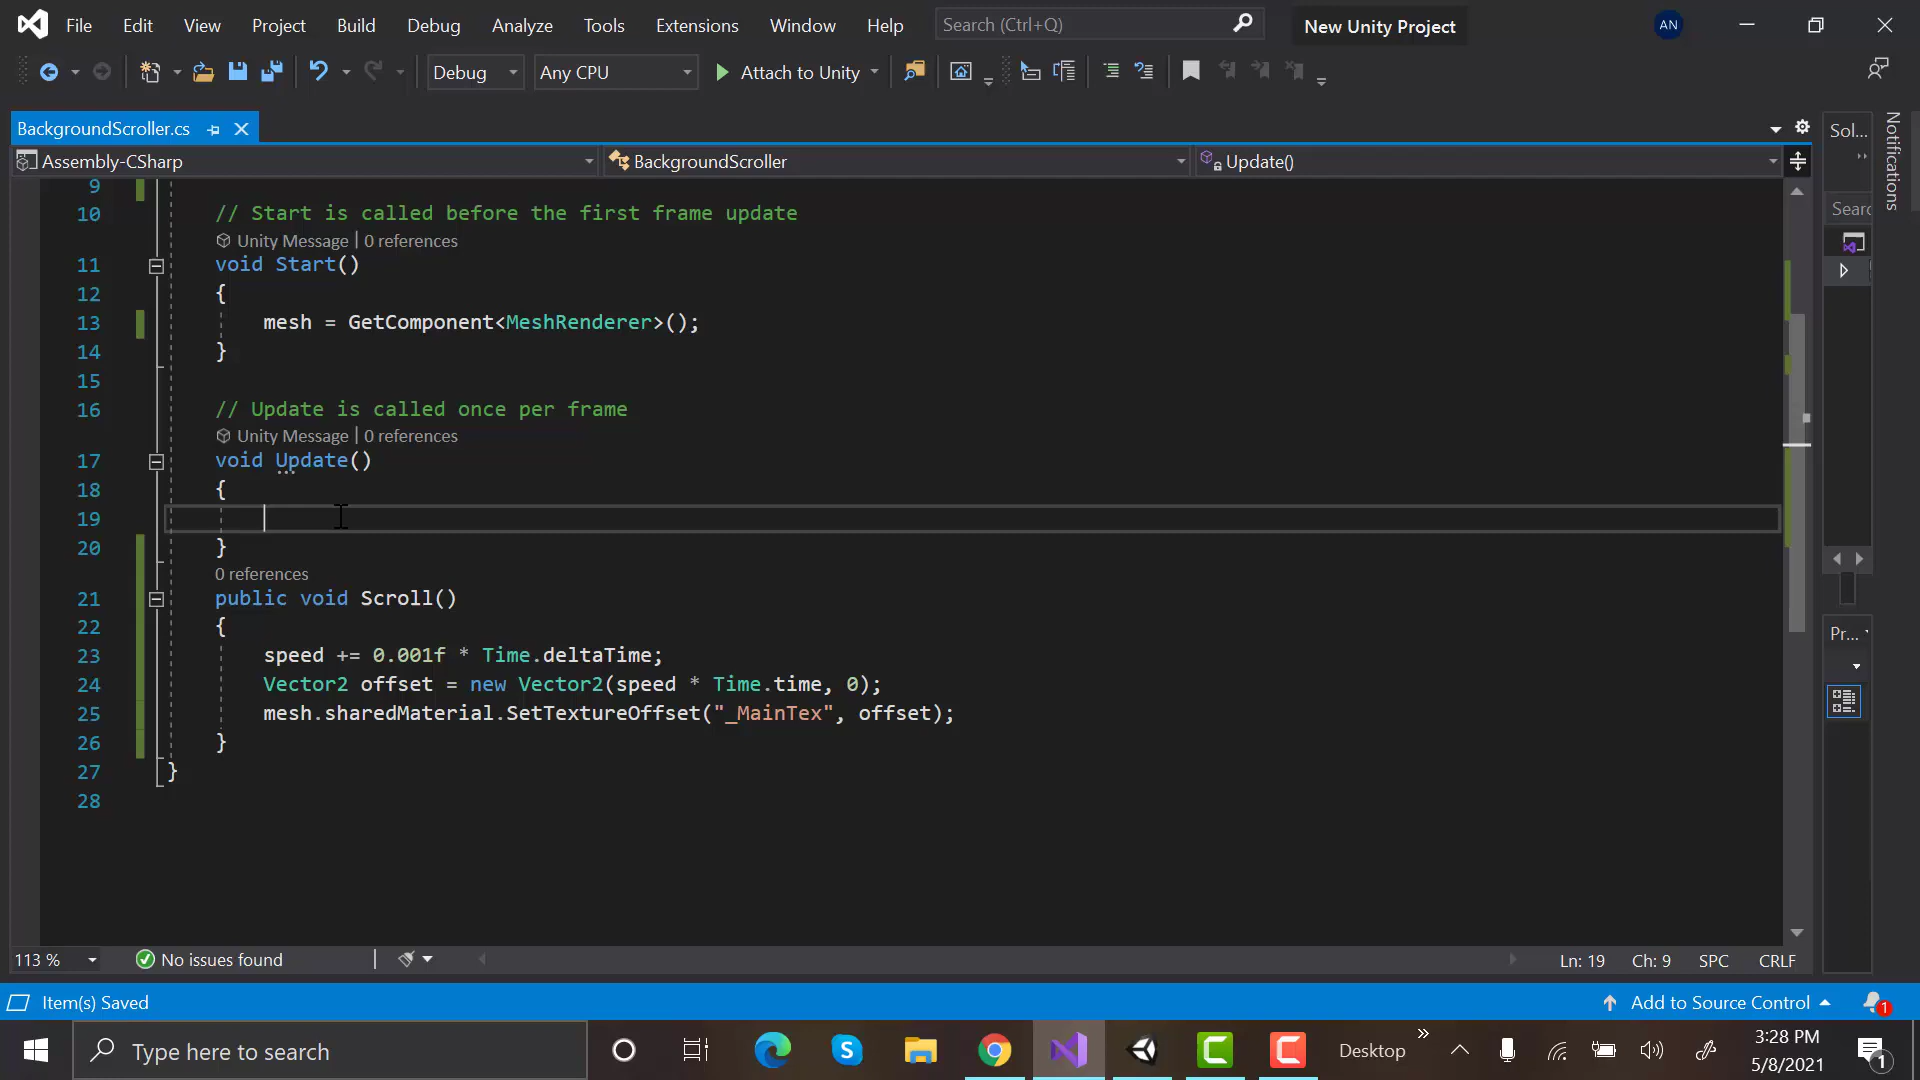 File Edit View Project Build Debug Analyze Tools Extensions Window Help Search (Ctrl+Q) New Unity Project AN
Debug Any CPU Attach to Unity
BackgroundScroller.cs Sol...
Assembly-CSharp BackgroundScroller Update()
Notifications
9
10 // Start is called before the first frame update
Unity Message | 0 references
11 void Start()
12 {
13 mesh = GetComponent<MeshRenderer>();
14 }
15
16 // Update is called once per frame
Unity Message | 0 references
17 void Update()
18 {
19
20 }
0 references
21 public void Scroll()
22 {
23 speed += 0.001f * Time.deltaTime;
24 Vector2 offset = new Vector2(speed * Time.time, 0);
25 mesh.sharedMaterial.SetTextureOffset("_MainTex", offset);
26 }
27 }
28
Searc
Pr...
113 % No issues found Ln: 19 Ch: 9 SPC CRLF
Item(s) Saved Add to Source Control 1
Type here to search Desktop 3:28 PM
5/8/2021 1